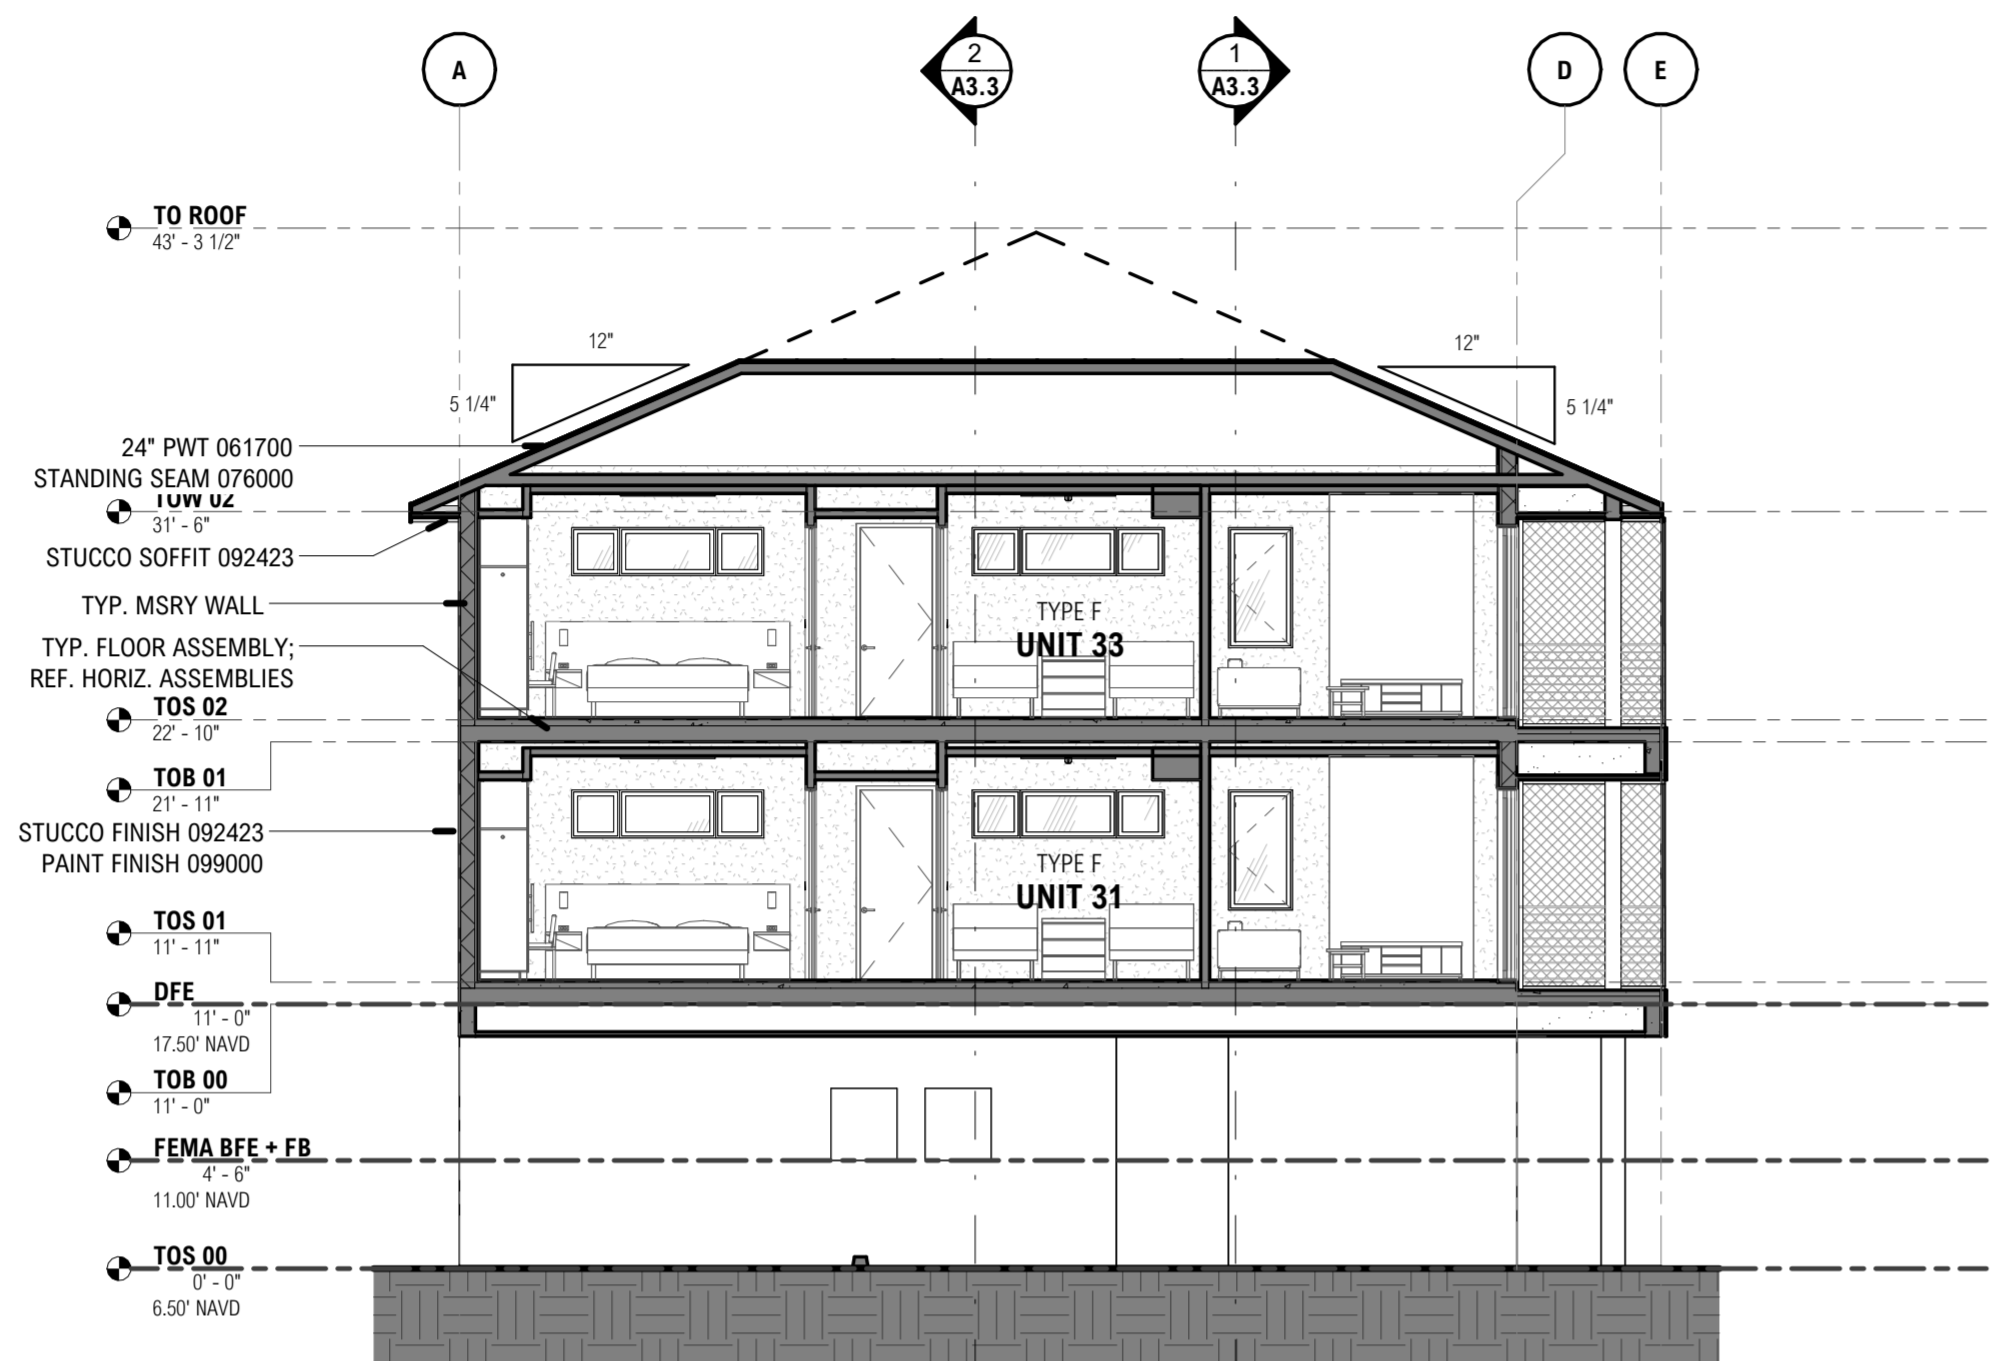 A
2
A3.3
1
A3.3
D
E
TO ROOF
43' - 3 1/2"
12"
12"
5 1/4"
5 1/4"
24" PWT 061700
STANDING SEAM 076000
TOW 02
31' - 6"
STUCCO SOFFIT 092423
TYP. MSRY WALL
TYP. FLOOR ASSEMBLY;
REF. HORIZ. ASSEMBLIES
TYPE F
UNIT 33
TOS 02
22' - 10"
TOB 01
21' - 11"
STUCCO FINISH 092423
PAINT FINISH 099000
TYPE F
UNIT 31
TOS 01
11' - 11"
DFE
11' - 0"
17.50' NAVD
TOB 00
11' - 0"
FEMA BFE + FB
4' - 6"
11.00' NAVD
TOS 00
0' - 0"
6.50' NAVD